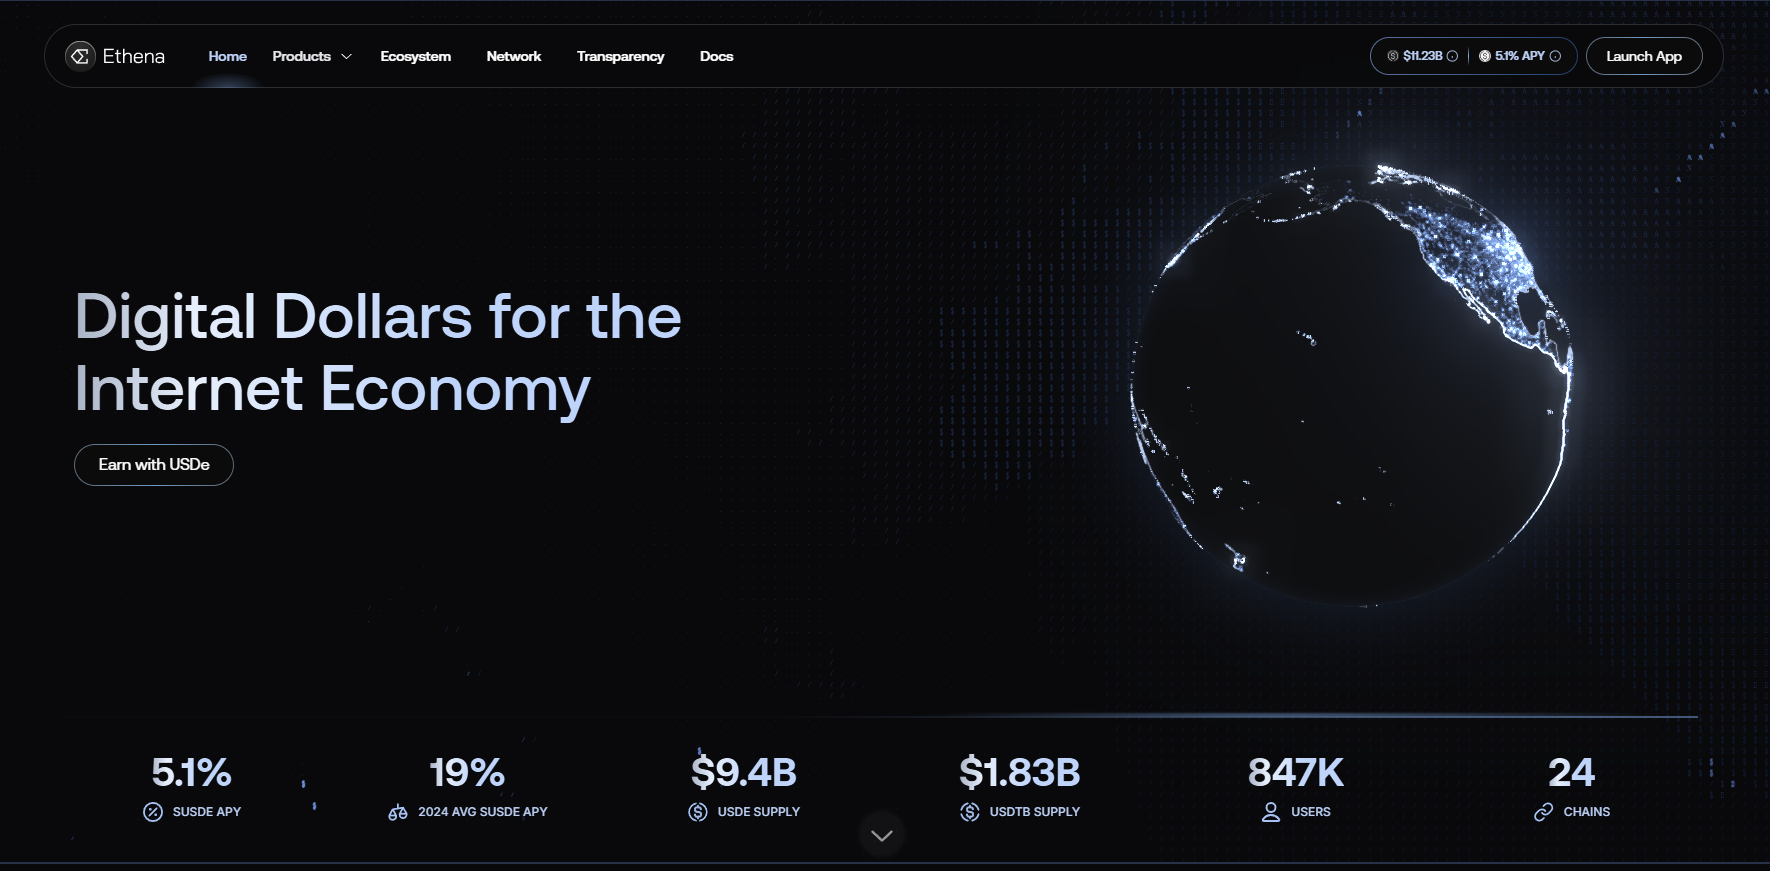 Ethena
Home
Products
Ecosystem
Network
Transparency
Docs
$11.23B
5.1% APY
Launch App
Digital Dollars for the
Internet Economy
Earn with USDe
5.1%
SUSDE APY
19%
2024 AVG SUSDE APY
$9.4B
USDE SUPPLY
$1.83B
USDTB SUPPLY
847K
USERS
24
CHAINS